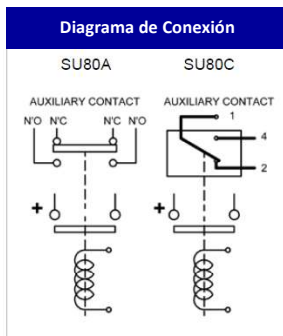 Diagrama de Conexión
SU80A SU80C
AUXILIARY CONTACT AUXILIARY CONTACT
N'O N'C N'C N'O
1
4
2
+ +